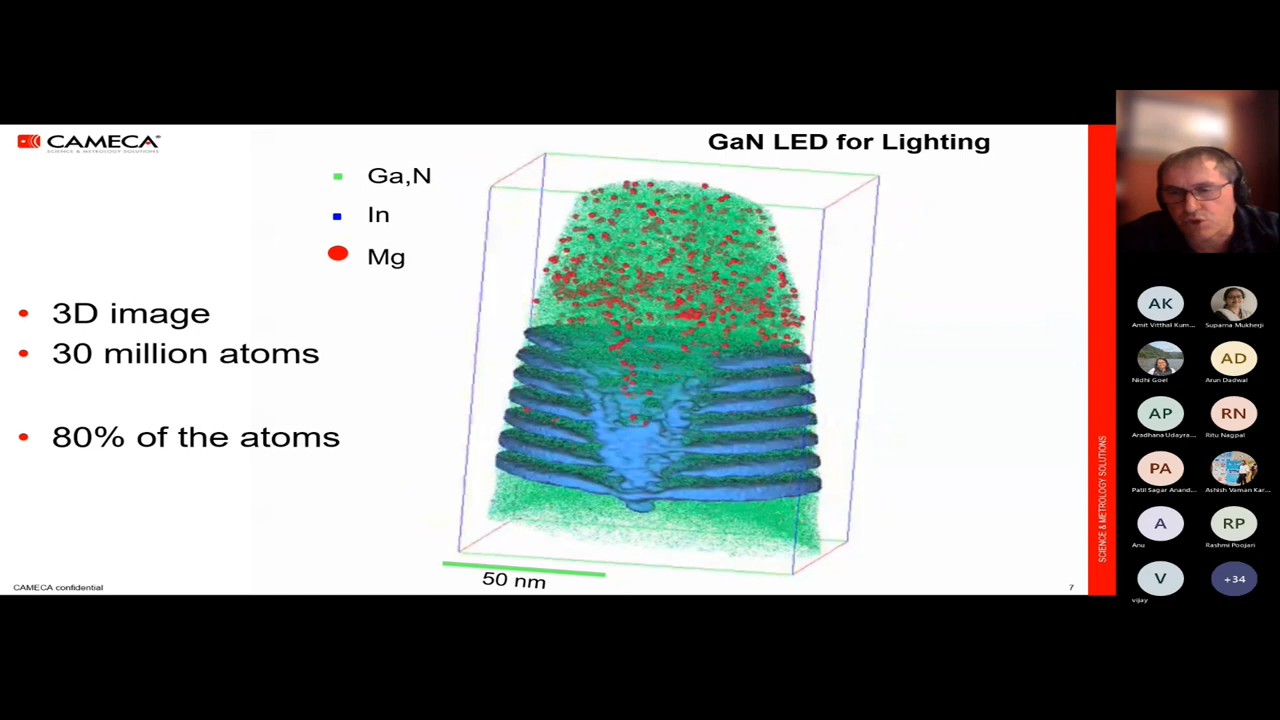 CAMECA
SCIENCE & METROLOGY SOLUTIONS
GaN LED for Lighting
Ga,N
In
Mg
• 3D image
• 30 million atoms
• 80% of the atoms
50 nm
CAMECA confidential
7
SCIENCE & METROLOGY SOLUTIONS
AK
Amit Vitthal Kum...
Suparna Mukherji
Nidhi Goel
AD
Arun Dadwal
AP
Aradhana Udayra...
RN
Ritu Nagpal
PA
Patil Sagar Anand...
Ashish Vaman Kar...
A
Anu
RP
Rashmi Poojari
V
vijay
+34